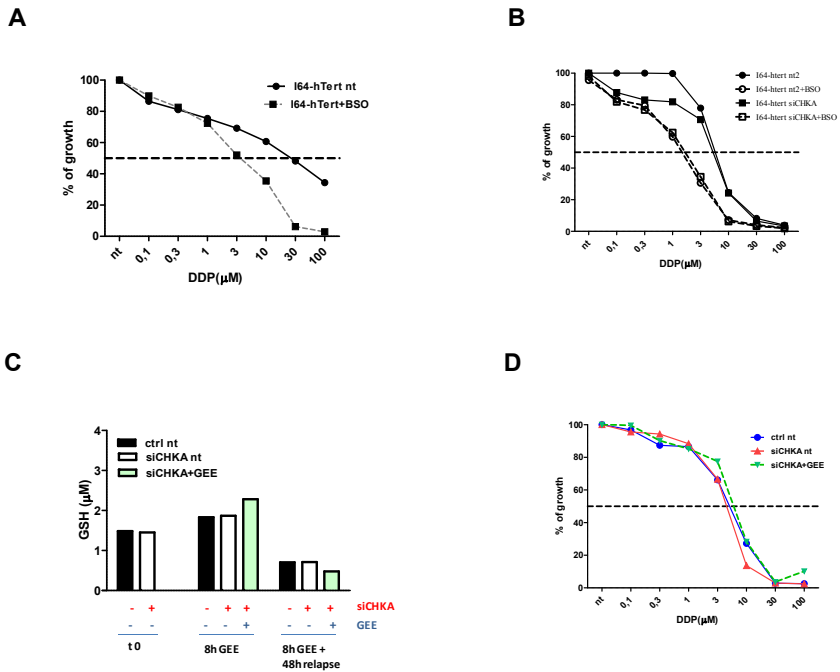 A
I64-hTert nt
I64-hTert+BSO
% of growth
100
80
60
40
20
0
nt 0,1 0,3 1 3 10 30 100
DDP(µM)
B
I64-htert nt2
I64-htert nt2+BSO
I64-htert siCHKA
I64-htert siCHKA+BSO
% of growth
100
80
60
40
20
0
nt 0,1 0,3 1 3 10 30 100
DDP(µM)
C
ctrl nt
siCHKA nt
siCHKA+GEE
GSH (µM)
4
3
2
1
0
- + - + + - + + siCHKA
- - + - - + GEE
t 0 8h GEE 8h GEE +
48h relapse
D
ctrl nt
siCHKA nt
siCHKA+GEE
% of growth
100
80
60
40
20
0
nt 0,1 0,3 1 3 10 30 100
DDP(µM)